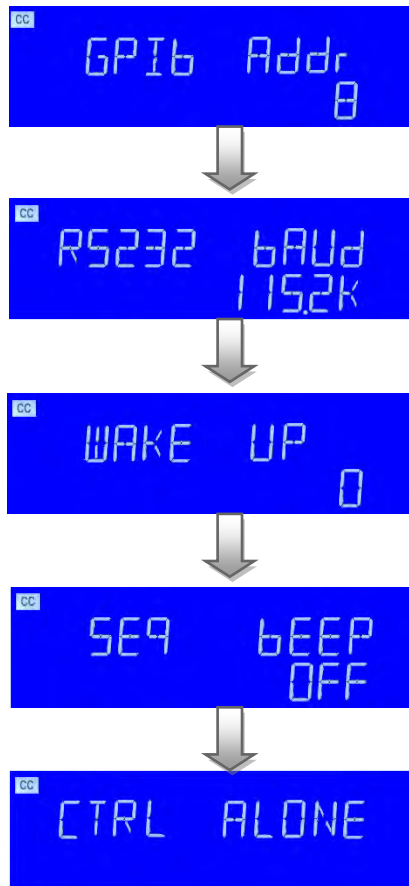 CC
GPIb Addr
8
CC
RS232 bAUd
115.2K
CC
WAKE UP
0
CC
SEq bEEP
OFF
CC
CTRL ALONE